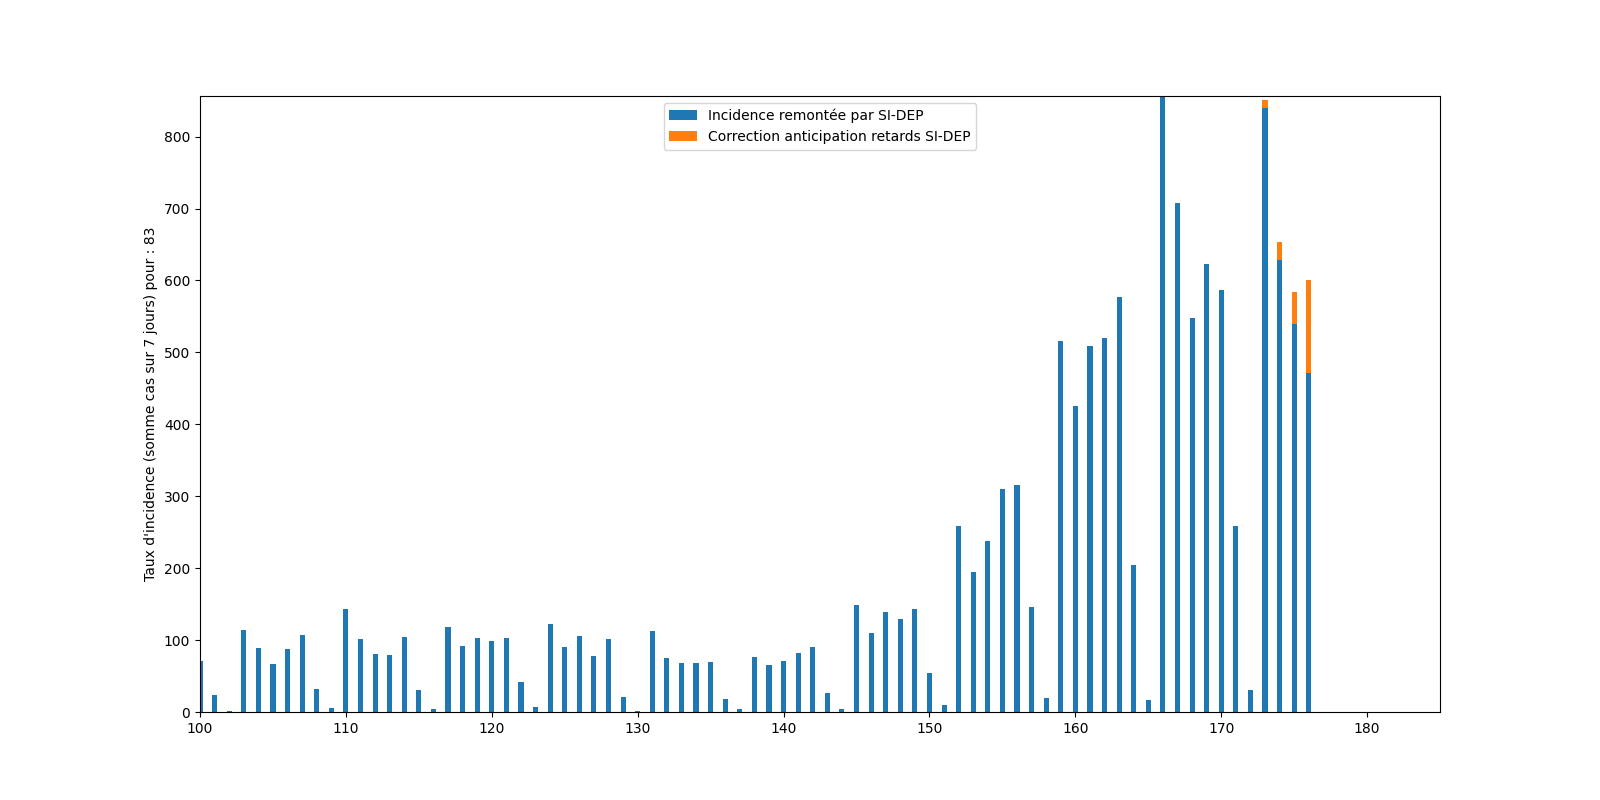 Incidence remontée par SI-DEP
Correction anticipation retards SI-DEP
Taux d'incidence (somme cas sur 7 jours) pour : 83
800
700
600
500
400
300
200
100
0
100 110 120 130 140 150 160 170 180